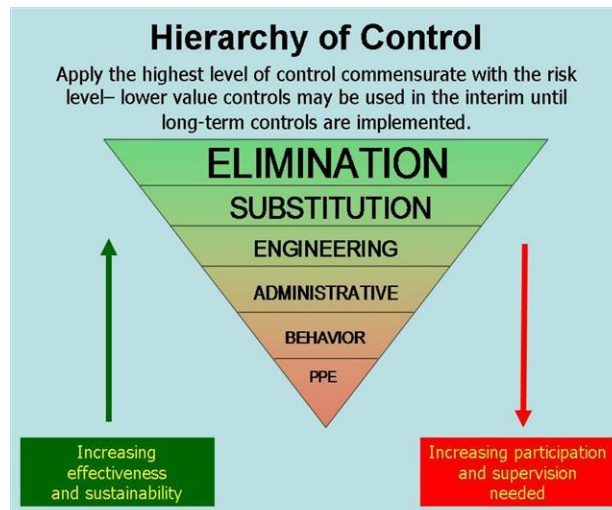 Hierarchy of Control
Apply the highest level of control commensurate with the risk
level– lower value controls may be used in the interim until
long-term controls are implemented.
ELIMINATION
SUBSTITUTION
ENGINEERING
ADMINISTRATIVE
BEHAVIOR
PPE
Increasing
effectiveness
and sustainability
Increasing participation
and supervision
needed